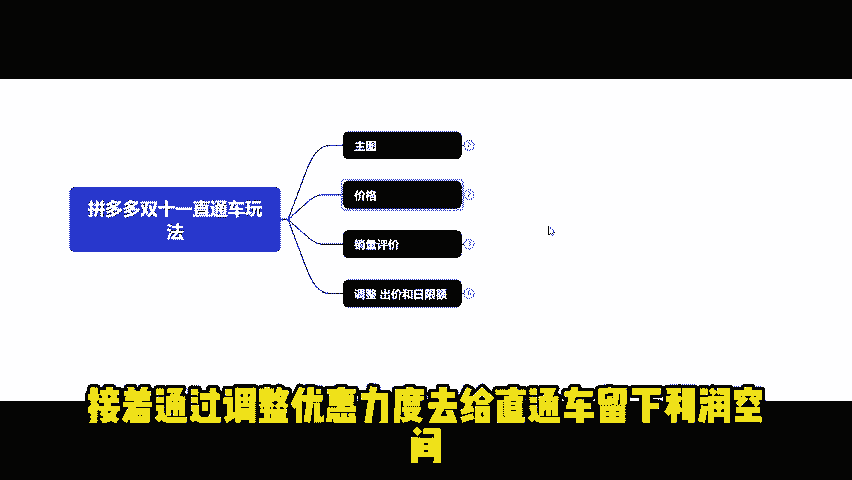 主图
拼多多双十一直通车玩
法
价格
销量评价
调整 出价和日限额
接着通过调整优惠力度去给直通车留下利润空
间